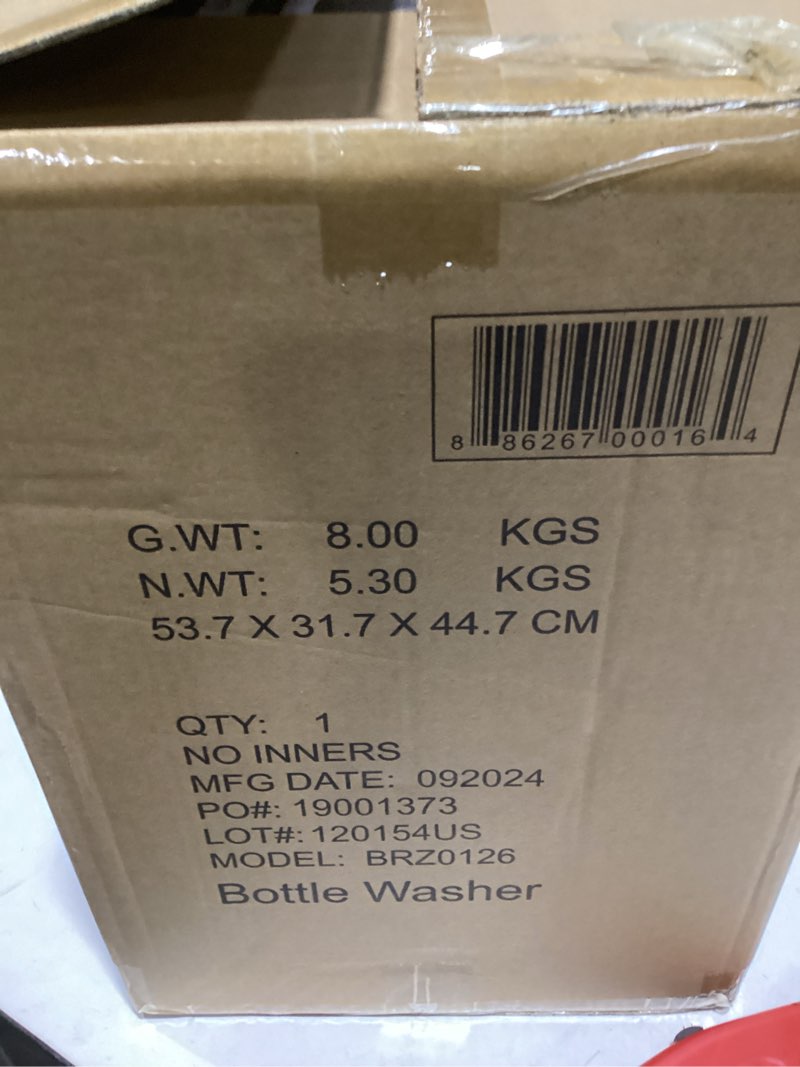 8 86267 00016 4
G.WT: 8.00 KGS
N.WT: 5.30 KGS
53.7 X 31.7 X 44.7 CM
QTY: 1
NO INNERS
MFG DATE: 092024
PO#: 19001373
LOT#: 120154US
MODEL: BRZ0126
Bottle Washer